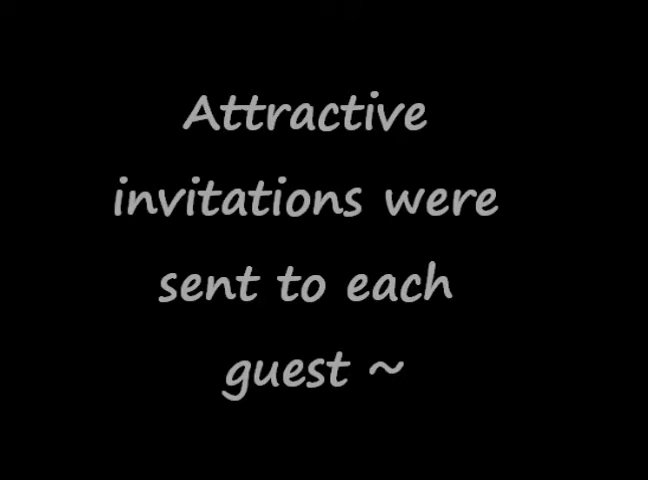 Attractive
invitations were
sent to each
guest ~